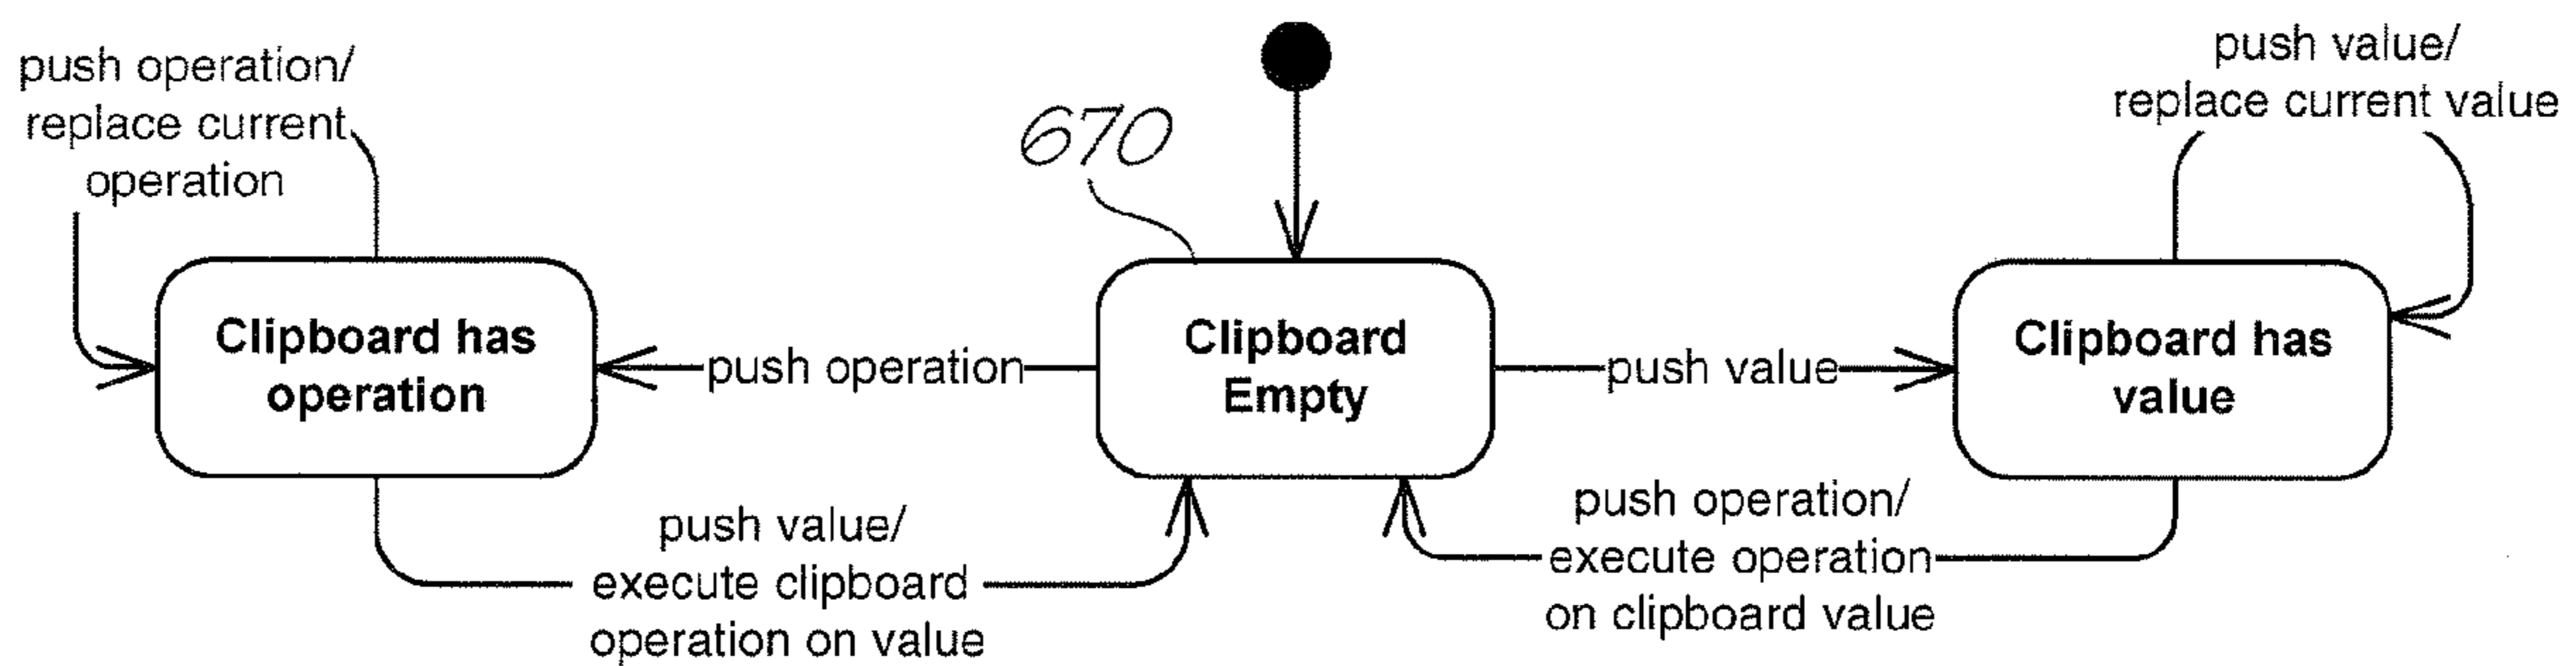 push operation/
replace current
operation
670
push value/
replace current value
Clipboard has
operation
push operation
Clipboard
Empty
push value
Clipboard has
value
push value/
execute clipboard
operation on value
push operation/
execute operation
on clipboard value